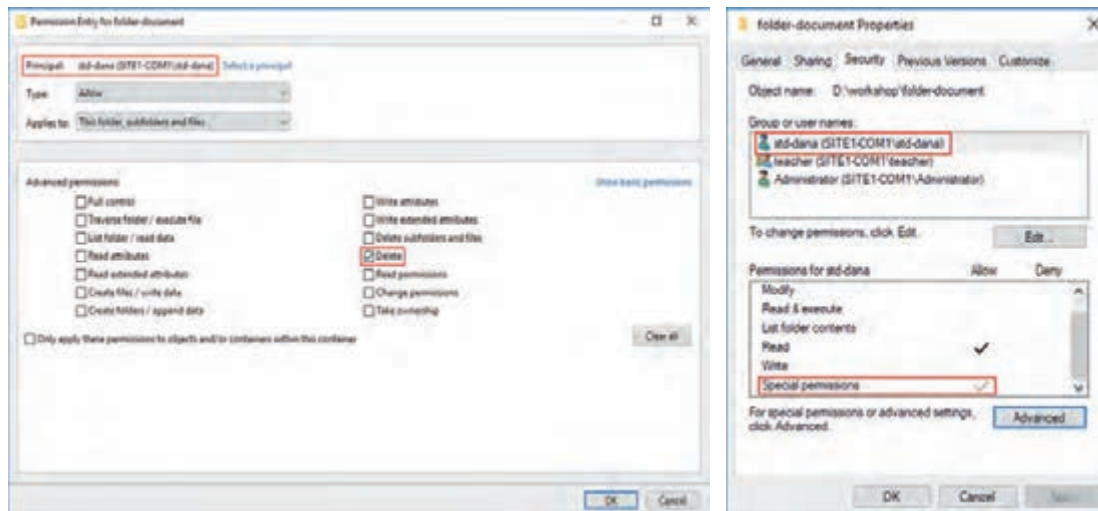 Permission Entry for folder-document
Principal: std-dana (SITE1-COM1\std-dana) Select a principal
Type: Allow
Applies to: This folder, subfolders and files
Advanced permissions
Show basic permissions
Full control
Traverse folder / execute file
List folder / read data
Read attributes
Read extended attributes
Create files / write data
Create folders / append data
Write attributes
Write extended attributes
Delete subfolders and files
Delete
Read permissions
Change permissions
Take ownership
Only apply these permissions to objects and/or containers within this container
Clear all
OK Cancel
folder-document Properties
General Sharing Security Previous Versions Customize
Object name: D:\workshop\folder-document
Group or user names:
std-dana (SITE1-COM1\std-dana)
teacher (SITE1-COM1\teacher)
Administrator (SITE1-COM1\Administrator)
To change permissions, click Edit.
Edit...
Permissions for std-dana Allow Deny
Modify
Read & execute
List folder contents
Read
Write
Special permissions
For special permissions or advanced settings,
click Advanced.
Advanced
OK Cancel